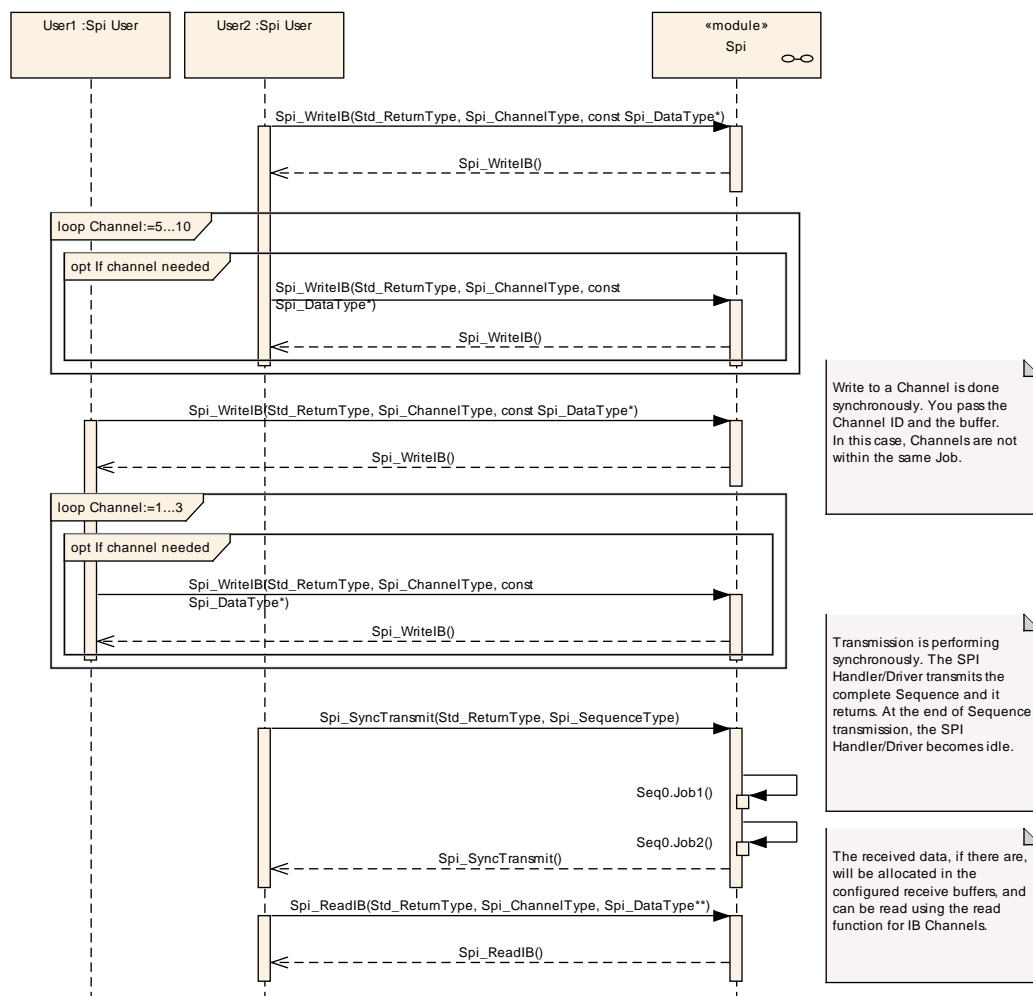 User1 :Spi User
User2 :Spi User
«module»
Spi
Spi_WriteIB(Std_ReturnType, Spi_ChannelType, const Spi_DataType*)
Spi_WriteIB()
loop Channel:=5...10
opt If channel needed
Spi_WriteIB(Std_ReturnType, Spi_ChannelType, const
Spi_DataType*)
Spi_WriteIB()
Write to a Channel is done
synchronously. You pass the
Channel ID and the buffer.
In this case, Channels are not
within the same Job.
Spi_WriteIB(Std_ReturnType, Spi_ChannelType, const Spi_DataType*)
Spi_WriteIB()
loop Channel:=1...3
opt If channel needed
Spi_WriteIB(Std_ReturnType, Spi_ChannelType, const
Spi_DataType*)
Spi_WriteIB()
Transmission is performing
synchronously. The SPI
Handler/Driver transmits the
complete Sequence and it
returns. At the end of Sequence
transmission, the SPI
Handler/Driver becomes idle.
Spi_SyncTransmit(Std_ReturnType, Spi_SequenceType)
Seq0.Job1()
Seq0.Job2()
Spi_SyncTransmit()
The received data, if there are,
will be allocated in the
configured receive buffers, and
can be read using the read
function for IB Channels.
Spi_ReadIB(Std_ReturnType, Spi_ChannelType, Spi_DataType**)
Spi_ReadIB()